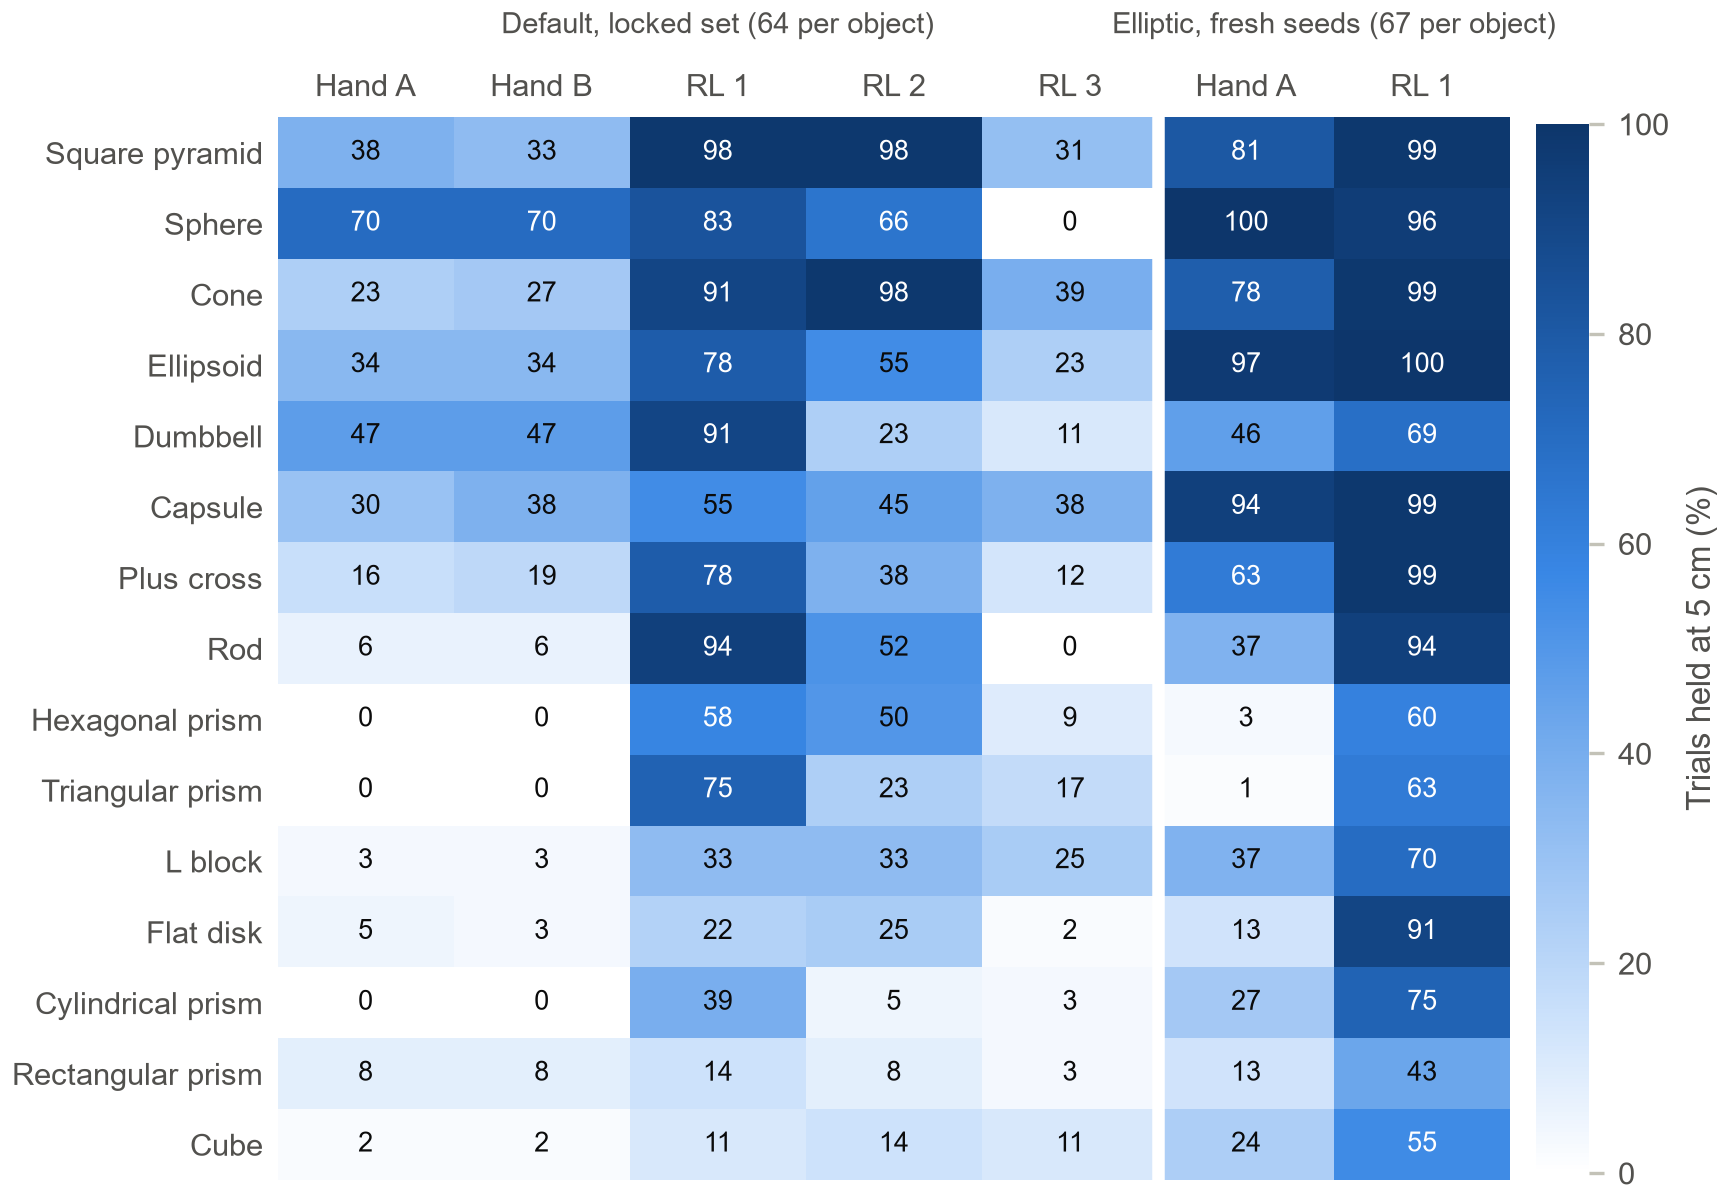 Default, locked set (64 per object) Elliptic, fresh seeds (67 per object)
Hand A Hand B RL 1 RL 2 RL 3 Hand A RL 1
Square pyramid 38 33 98 98 31 81 99
Sphere 70 70 83 66 0 100 96
Cone 23 27 91 98 39 78 99
Ellipsoid 34 34 78 55 23 97 100
Dumbbell 47 47 91 23 11 46 69
Capsule 30 38 55 45 38 94 99
Plus cross 16 19 78 38 12 63 99
Rod 6 6 94 52 0 37 94
Hexagonal prism 0 0 58 50 9 3 60
Triangular prism 0 0 75 23 17 1 63
L block 3 3 33 33 25 37 70
Flat disk 5 3 22 25 2 13 91
Cylindrical prism 0 0 39 5 3 27 75
Rectangular prism 8 8 14 8 3 13 43
Cube 2 2 11 14 11 24 55
100
80
60
40
20
0
Trials held at 5 cm (%)